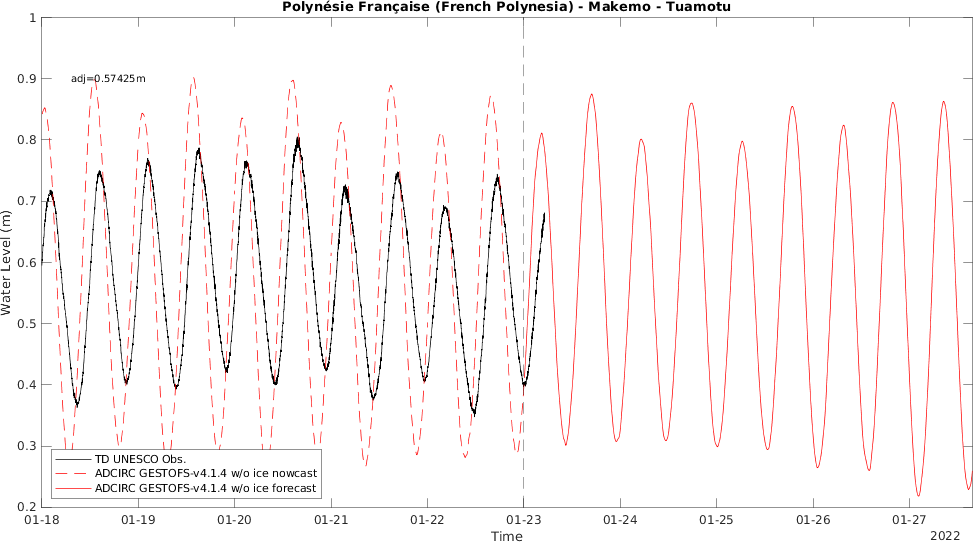 Polynésie Française (French Polynesia) - Makemo - Tuamotu
1
0.9
0.8
0.7
0.6
0.5
0.4
0.3
0.2
Water Level (m)
adj=0.57425m
TD UNESCO Obs.
ADCIRC GESTOFS-v4.1.4 w/o ice nowcast
ADCIRC GESTOFS-v4.1.4 w/o ice forecast
01-18 01-19 01-20 01-21 01-22 01-23 01-24 01-25 01-26 01-27
Time
2022